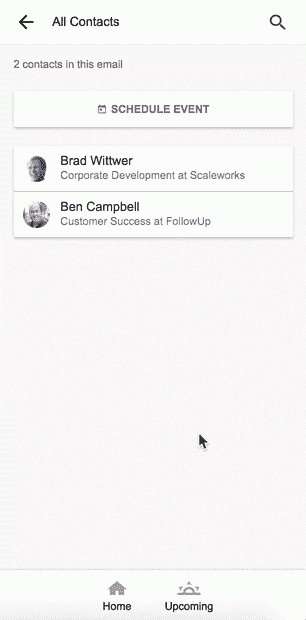 All Contacts
2 contacts in this email
SCHEDULE EVENT
Brad Wittwer
Corporate Development at Scaleworks
Ben Campbell
Customer Success at FollowUp
Home
Upcoming